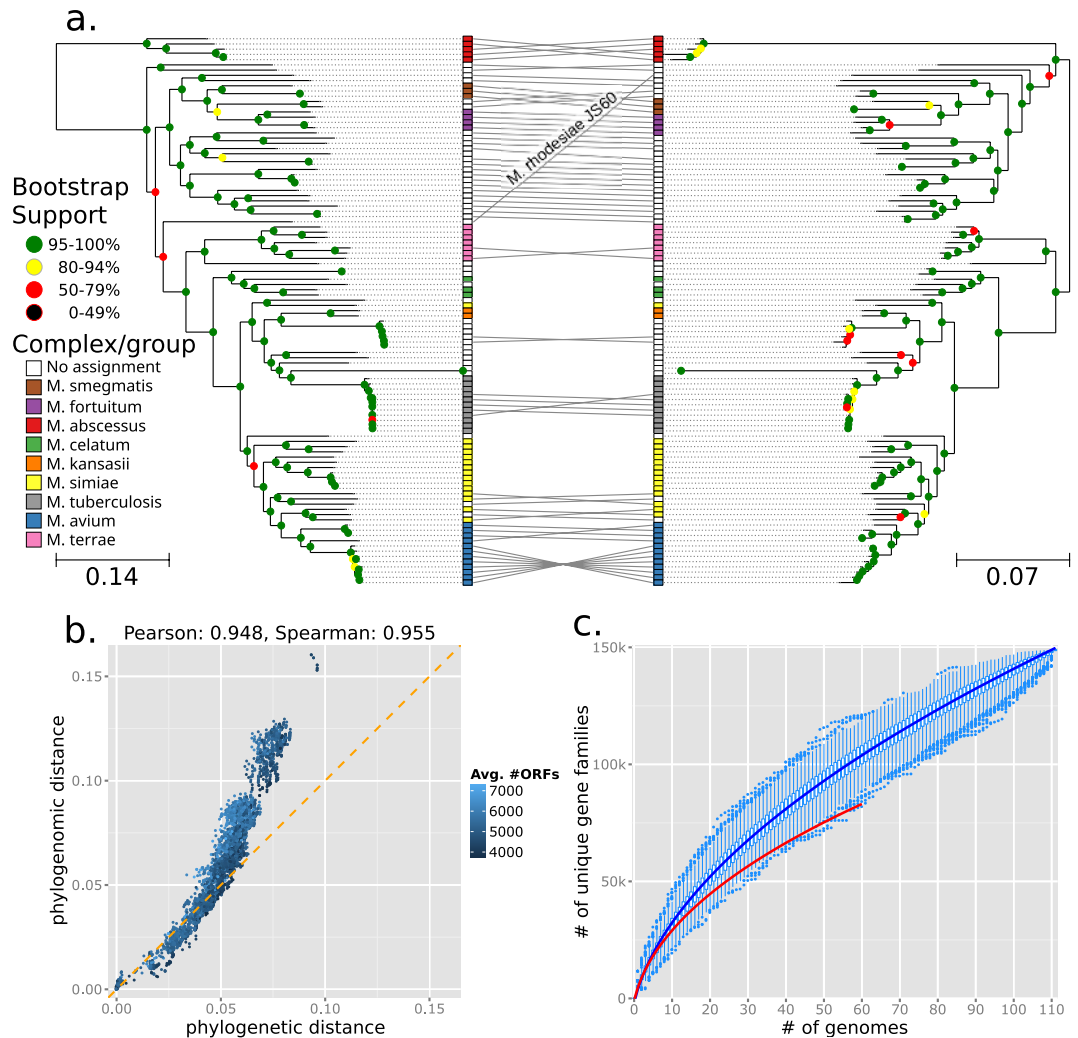 a.
M. rhodesiae JS60
Bootstrap
Support
95-100%
80-94%
50-79%
0-49%
Complex/group
No assignment
M. smegmatis
M. fortuitum
M. abscessus
M. celatum
M. kansasii
M. simiae
M. tuberculosis
M. avium
M. terrae
0.14
0.07
b.
Pearson: 0.948, Spearman: 0.955
phylogenomic distance
0.15
0.10
0.05
0.00
0.00 0.05 0.10 0.15
phylogenetic distance
Avg. #ORFs
7000
6000
5000
4000
c.
# of unique gene families
150k
100k
50k
0
0 10 20 30 40 50 60 70 80 90 100 110
# of genomes